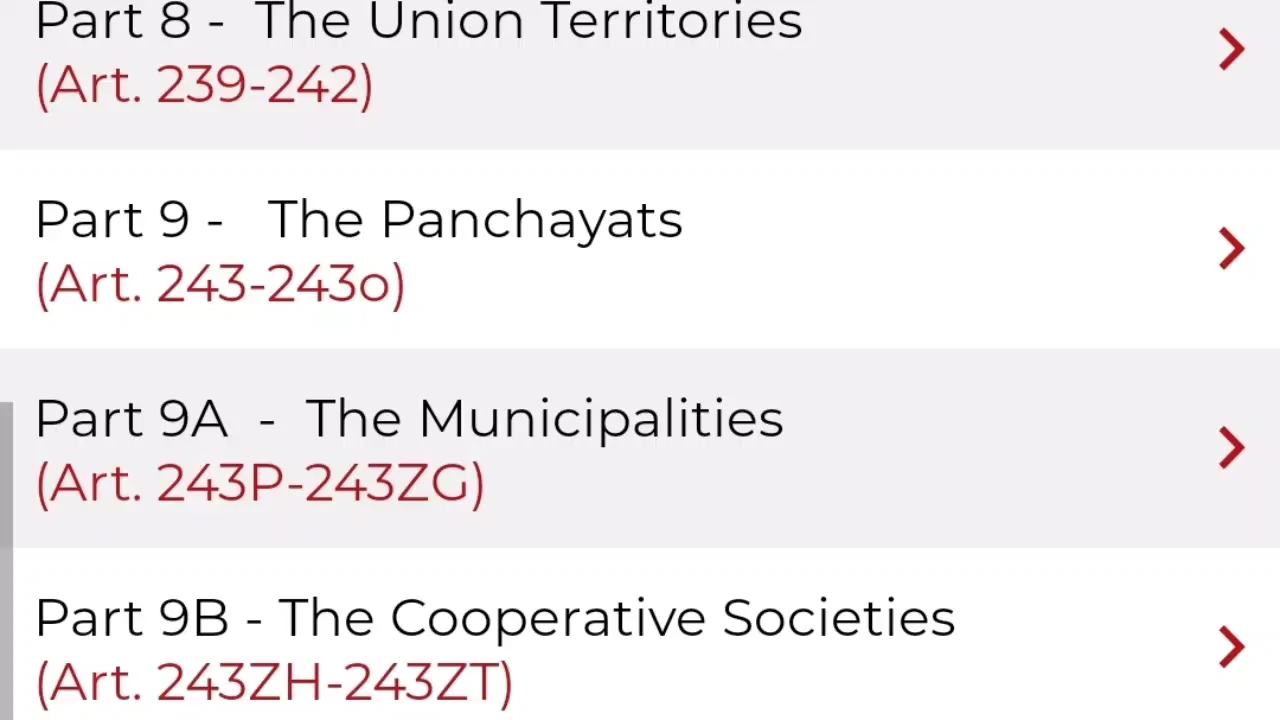 Part 8 - The Union Territories
(Art. 239-242)
Part 9 - The Panchayats
(Art. 243-243o)
Part 9A - The Municipalities
(Art. 243P-243ZG)
Part 9B - The Cooperative Societies
(Art. 243ZH-243ZT)